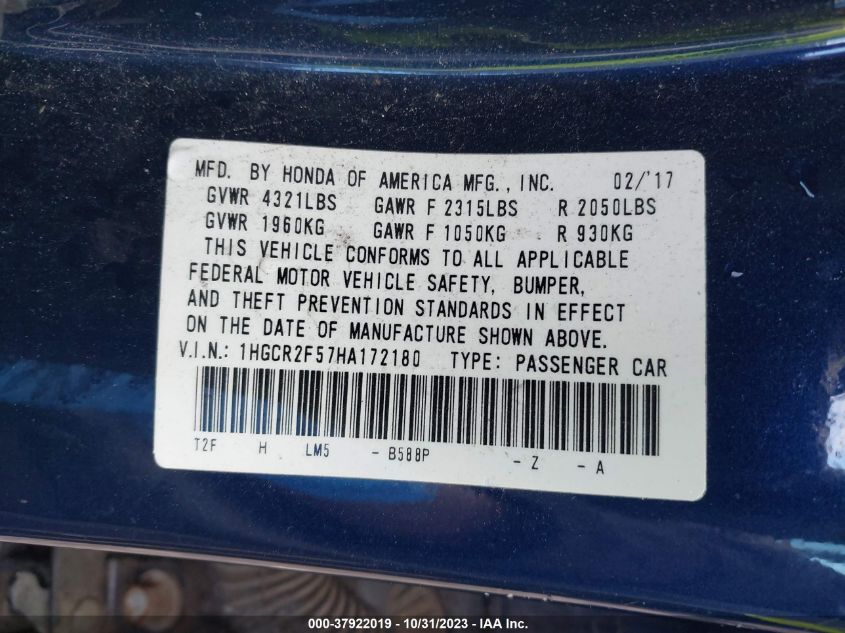 MFD. BY HONDA OF AMERICA MFG., INC. 02/'17
GVWR 4321LBS GAWR F 2315LBS R 2050LBS
GVWR 1960KG GAWR F 1050KG R 930KG
THIS VEHICLE CONFORMS TO ALL APPLICABLE
FEDERAL MOTOR VEHICLE SAFETY, BUMPER,
AND THEFT PREVENTION STANDARDS IN EFFECT
ON THE DATE OF MANUFACTURE SHOWN ABOVE.
V.I.N.: 1HGCR2F57HA172180 TYPE: PASSENGER CAR
T2F H LM5 - B588P - Z - A
000-37922019 - 10/31/2023 - IAA Inc.